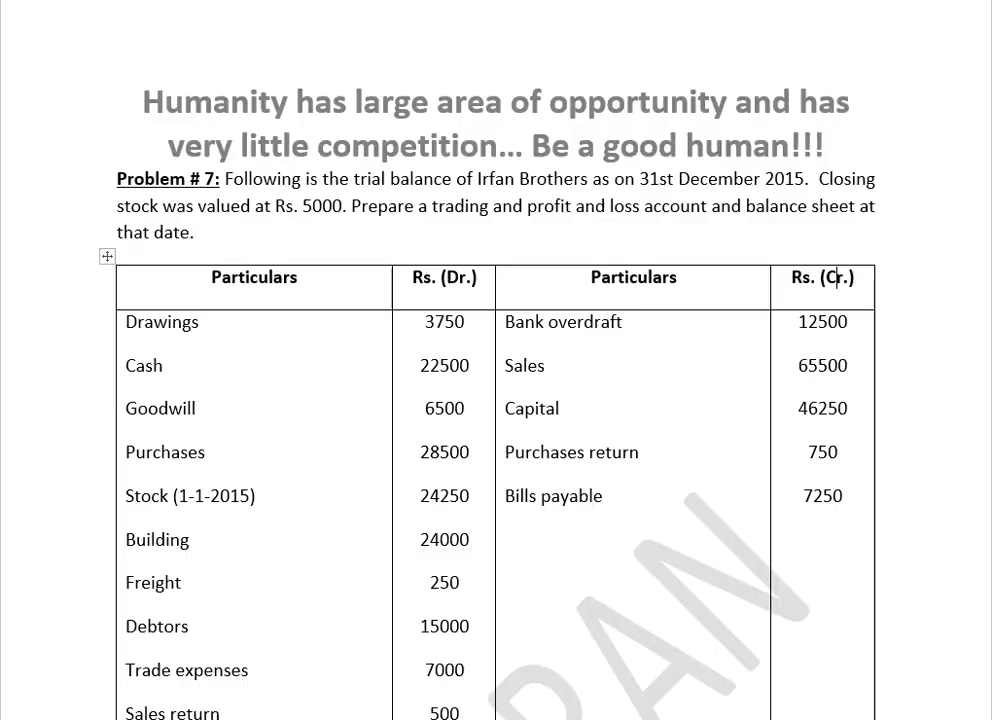 Humanity has large area of opportunity and has
very little competition... Be a good human!!!
Problem # 7: Following is the trial balance of Irfan Brothers as on 31st December 2015.  Closing
stock was valued at Rs. 5000. Prepare a trading and profit and loss account and balance sheet at
that date.
Particulars Rs. (Dr.) Particulars Rs. (Cr.)
Drawings 3750 Bank overdraft 12500
Cash 22500 Sales 65500
Goodwill 6500 Capital 46250
Purchases 28500 Purchases return 750
Stock (1-1-2015) 24250 Bills payable 7250
Building 24000
Freight 250
Debtors 15000
Trade expenses 7000
Sales return 500